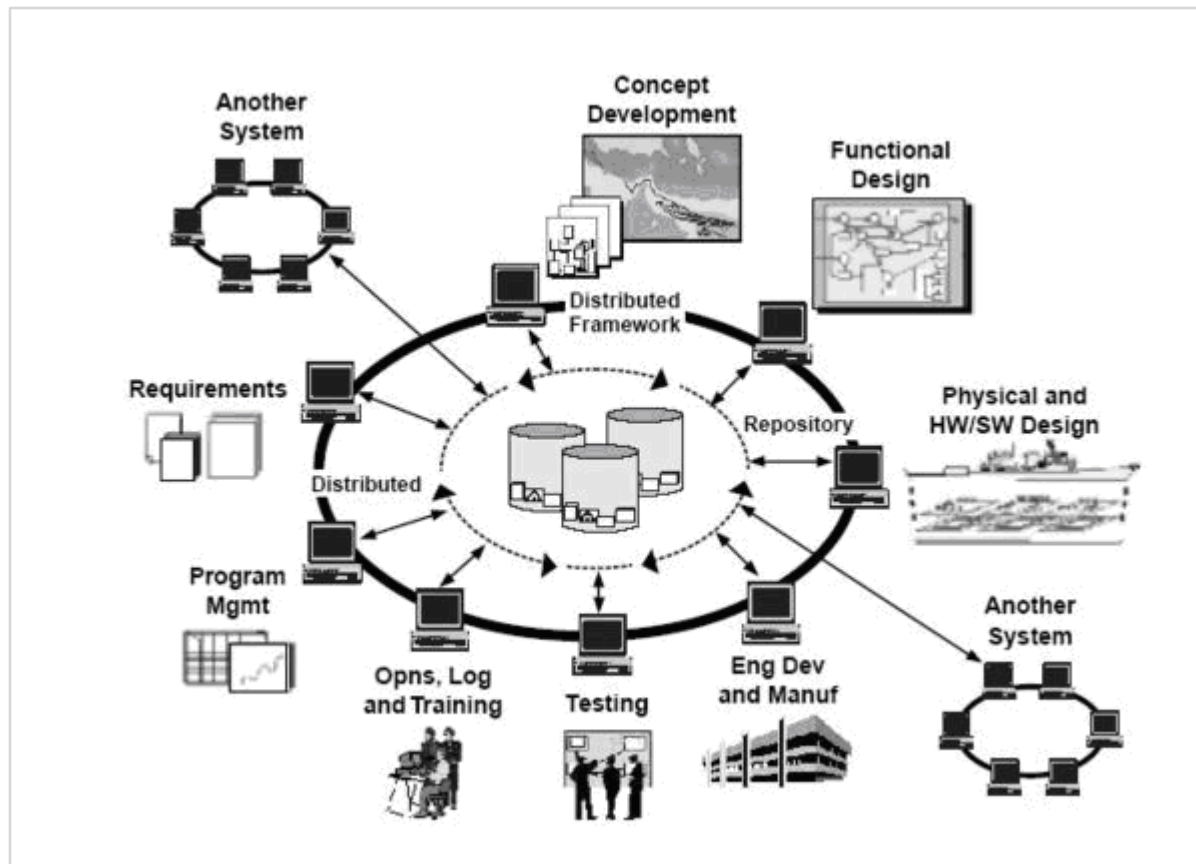 Concept
Development
Another
System
Functional
Design
Distributed
Framework
Requirements
Physical and
HW/SW Design
Repository
Distributed
Program
Mgmt
Another
System
Opns, Log
and Training
Testing
Eng Dev
and Manuf